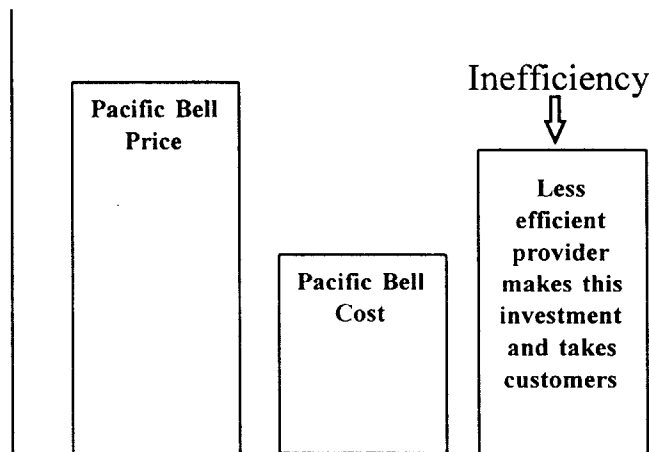 Pacific Bell
Price
Pacific Bell
Cost
Inefficiency
Less
efficient
provider
makes this
investment
and takes
customers